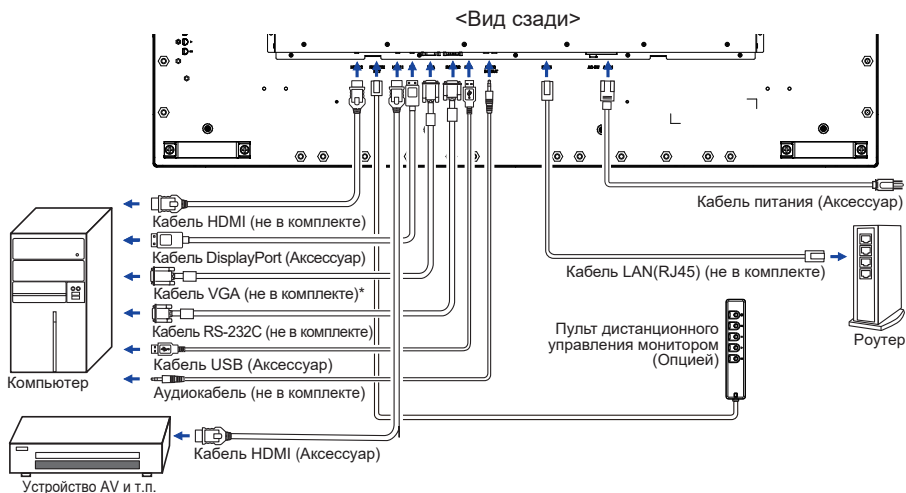 <Вид сзади>
Кабель питания (Аксессуар)
Кабель HDMI (не в комплекте)
Кабель DisplayPort (Аксессуар)
Кабель LAN(RJ45) (не в комплекте)
Кабель VGA (не в комплекте)*
Кабель RS-232C (не в комплекте)
Пульт дистанционного
управления монитором
(Опцией)
Роутер
Кабель USB (Аксессуар)
Компьютер
Аудиокабель (не в комплекте)
Кабель HDMI (Аксессуар)
Устройство AV и т.п.